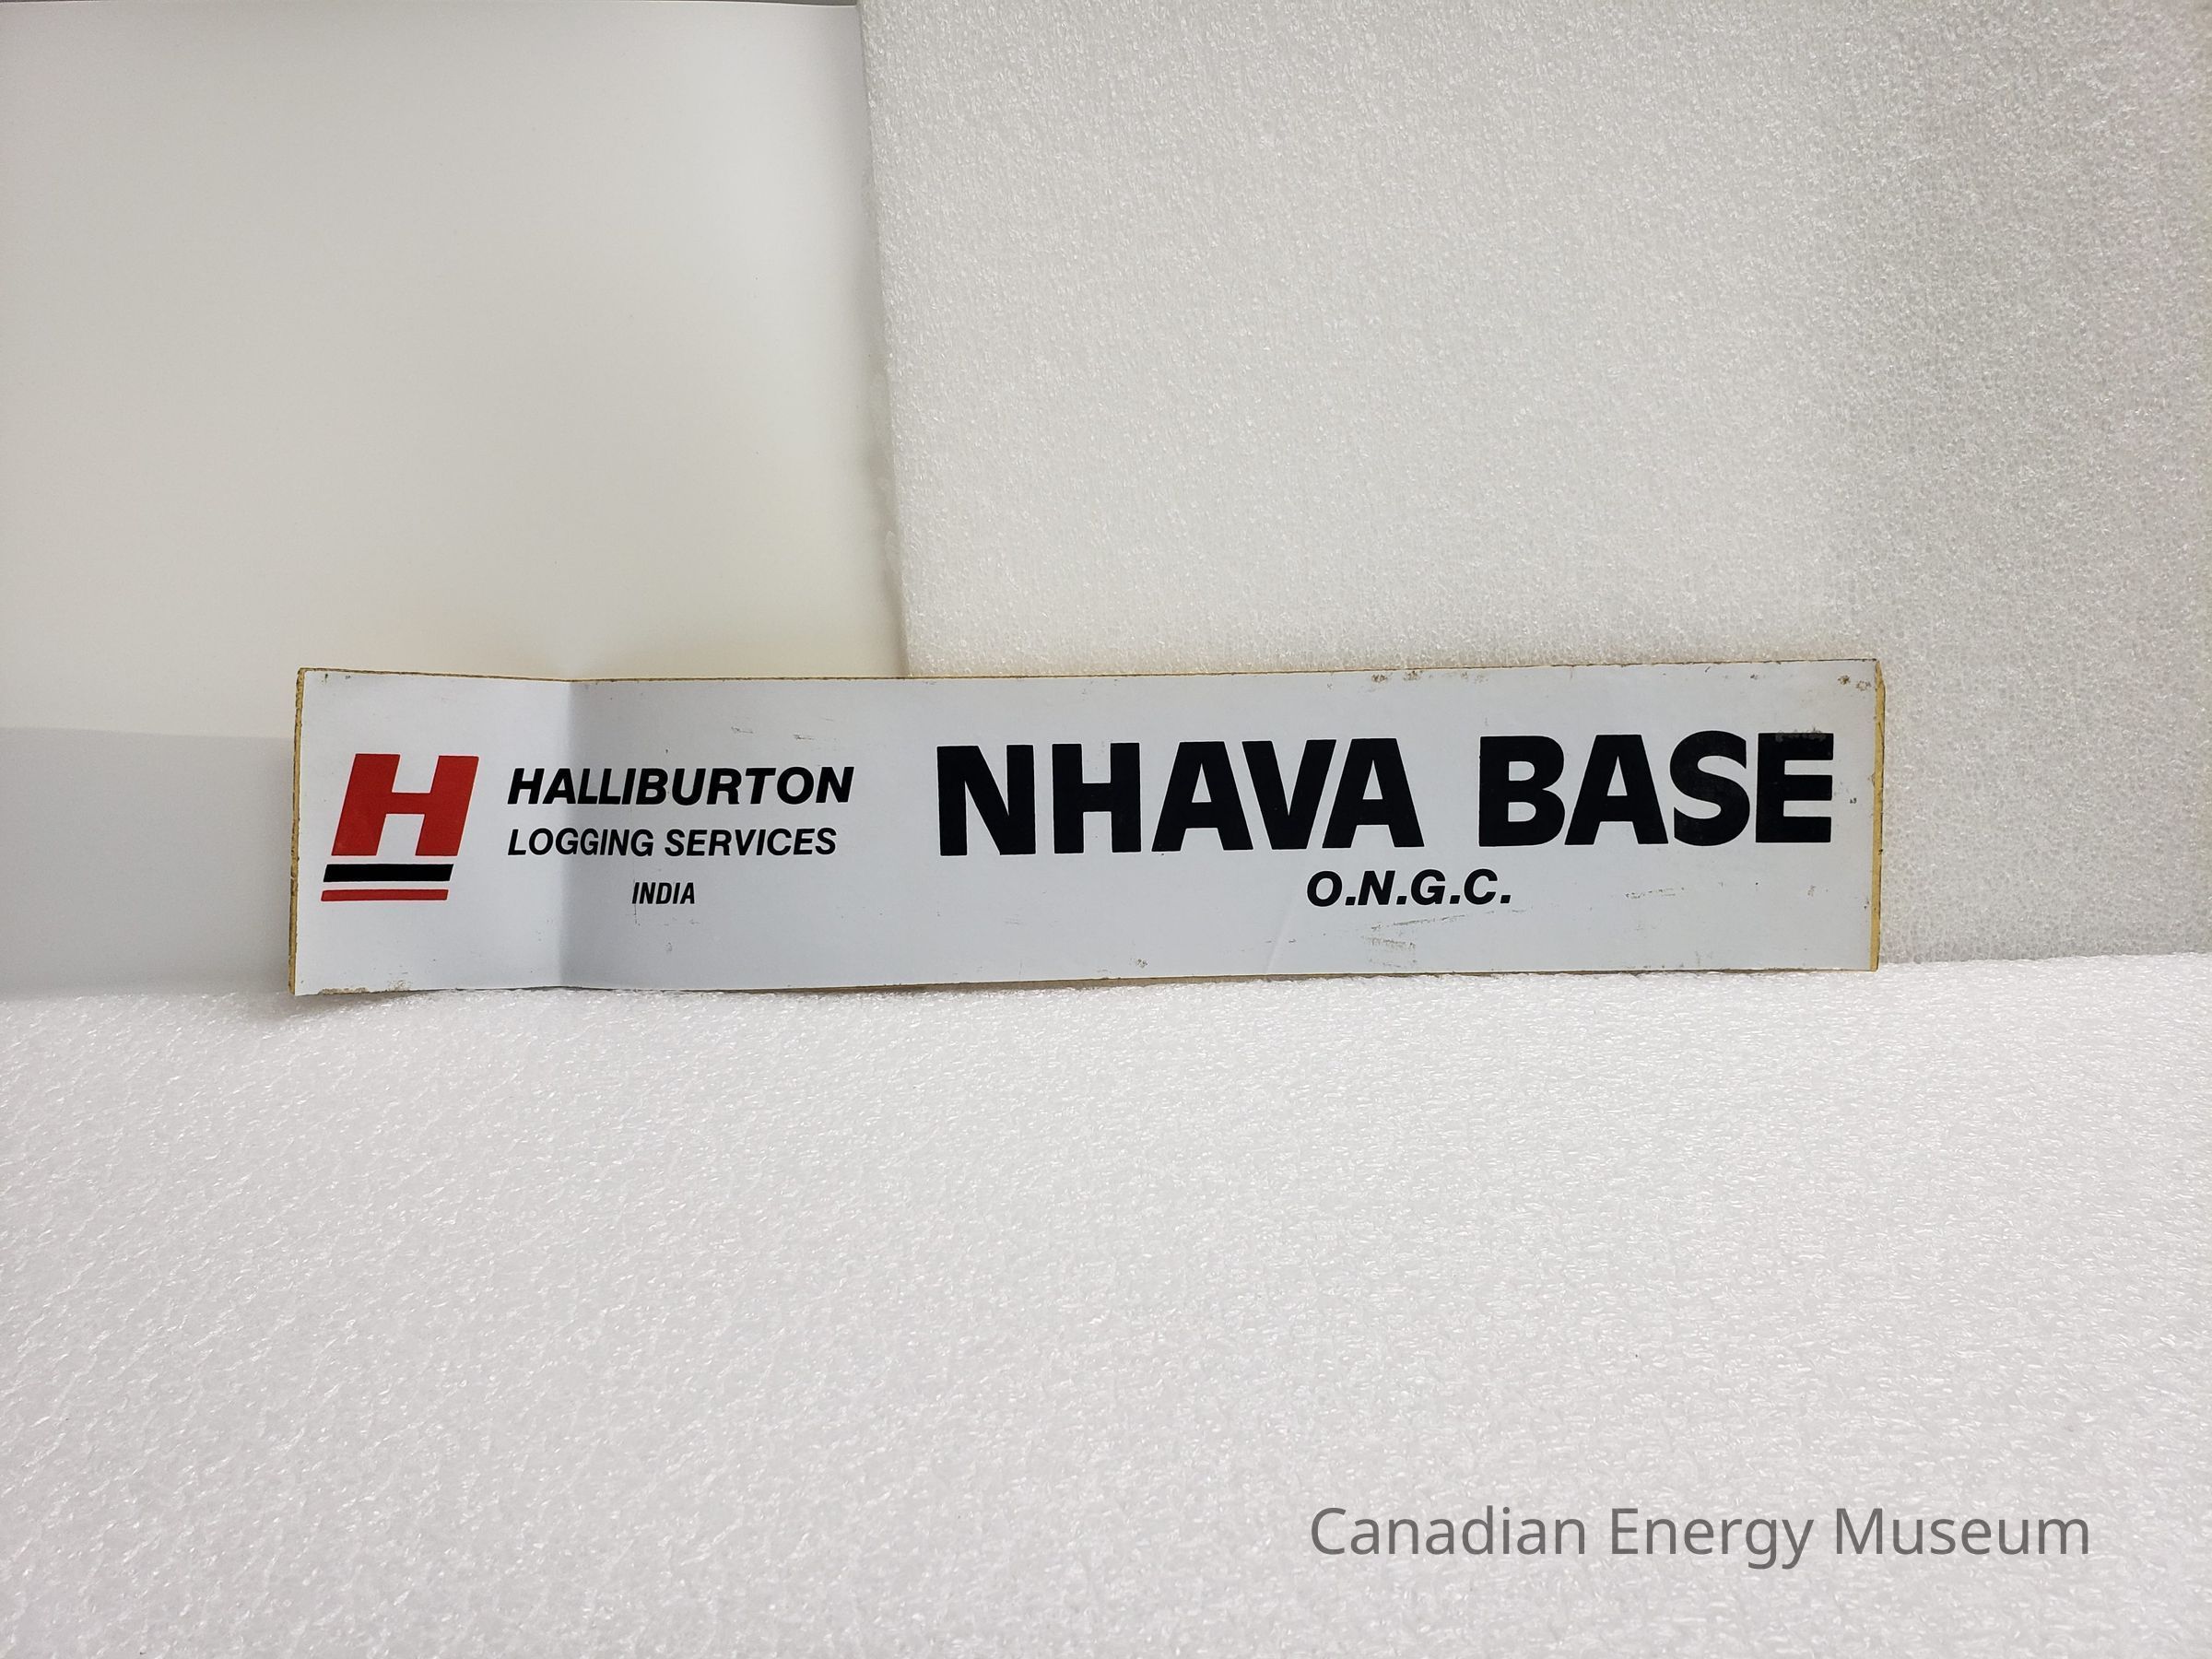 H
HALLIBURTON
LOGGING SERVICES
INDIA
NHAVA BASE
O.N.G.C.
Canadian Energy Museum